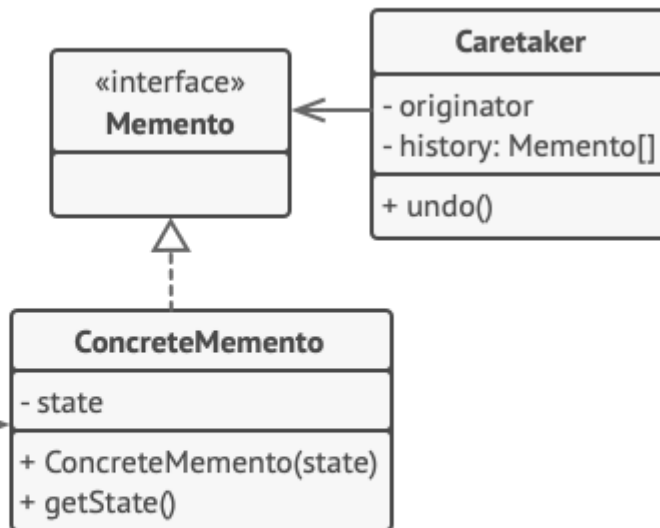 «interface»
Memento
Caretaker
- originator
- history: Memento[]
+ undo()
ConcreteMemento
- state
+ ConcreteMemento(state)
+ getState()